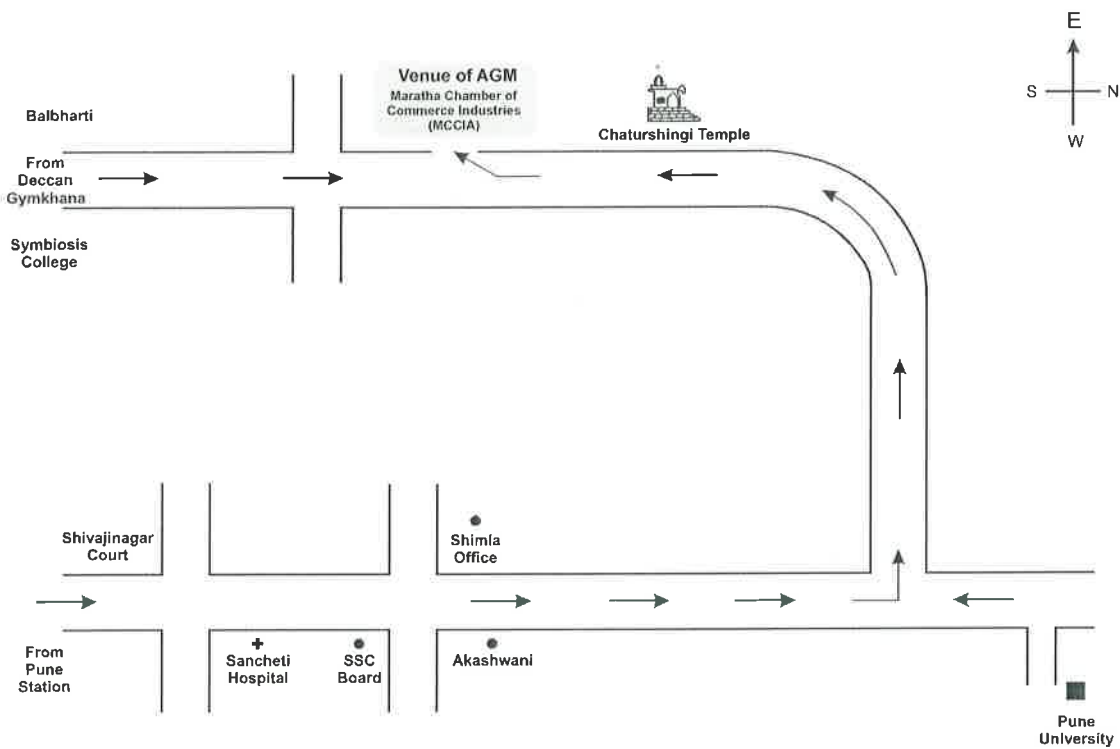 E
S
N
W
Venue of AGM
Maratha Chamber of
Commerce Industries
(MCCIA)
Chaturshingi Temple
Balbharti
From
Deccan
Gymkhana
Symbiosis
College
Shivajinagar
Court
Shimla
Office
From
Pune
Station
Sancheti
Hospital
SSC
Board
Akashwani
Pune
University